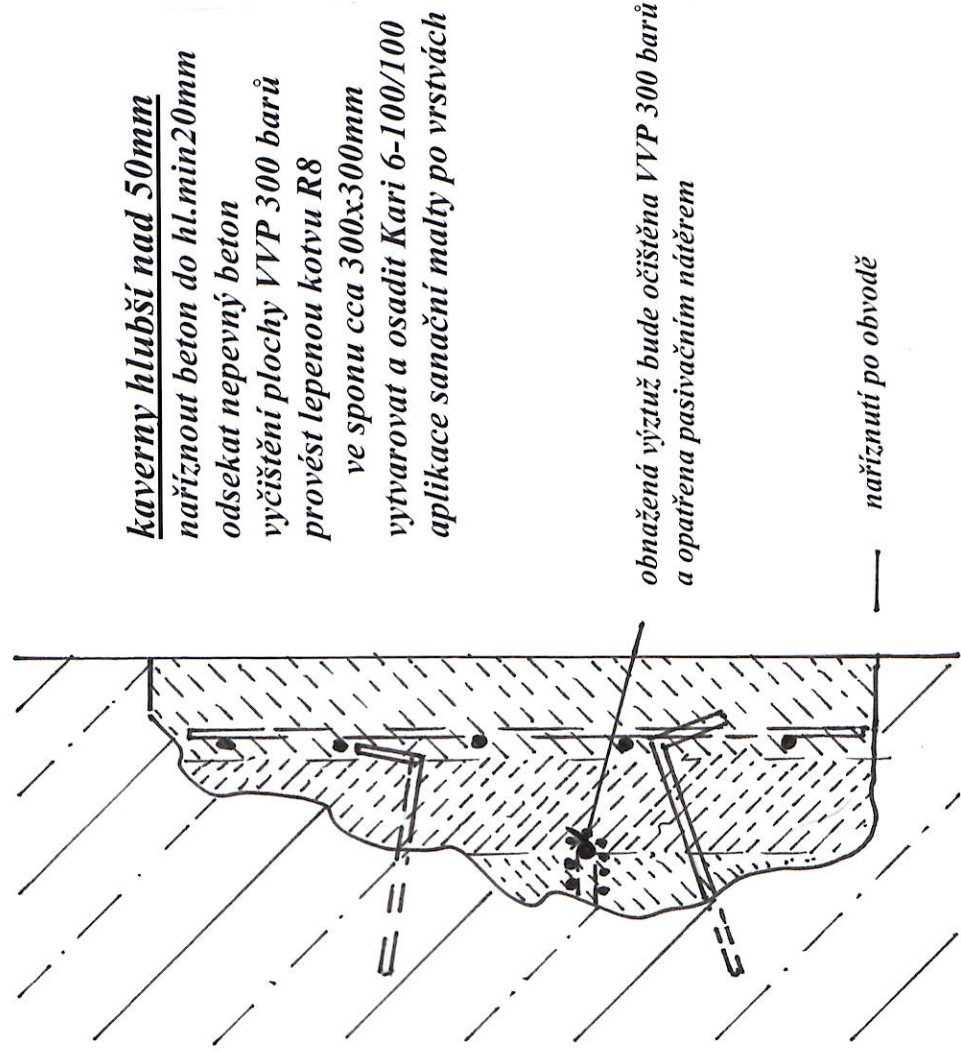 kaverny hlubší nad 50mm
naříznout beton do hl.min20mm
odsekat nepevný beton
vyčištění plochy VVP 300 barů
provést lepenou kotvu R8
ve sponu cca 300x300mm
vytvarovat a osadit Kari 6-100/100
aplikace sanační malty po vrstvách
obnažená výztuž bude očištěna VVP 300 barů
a opatřena pasivačním nátěrem
naříznutí po obvodě